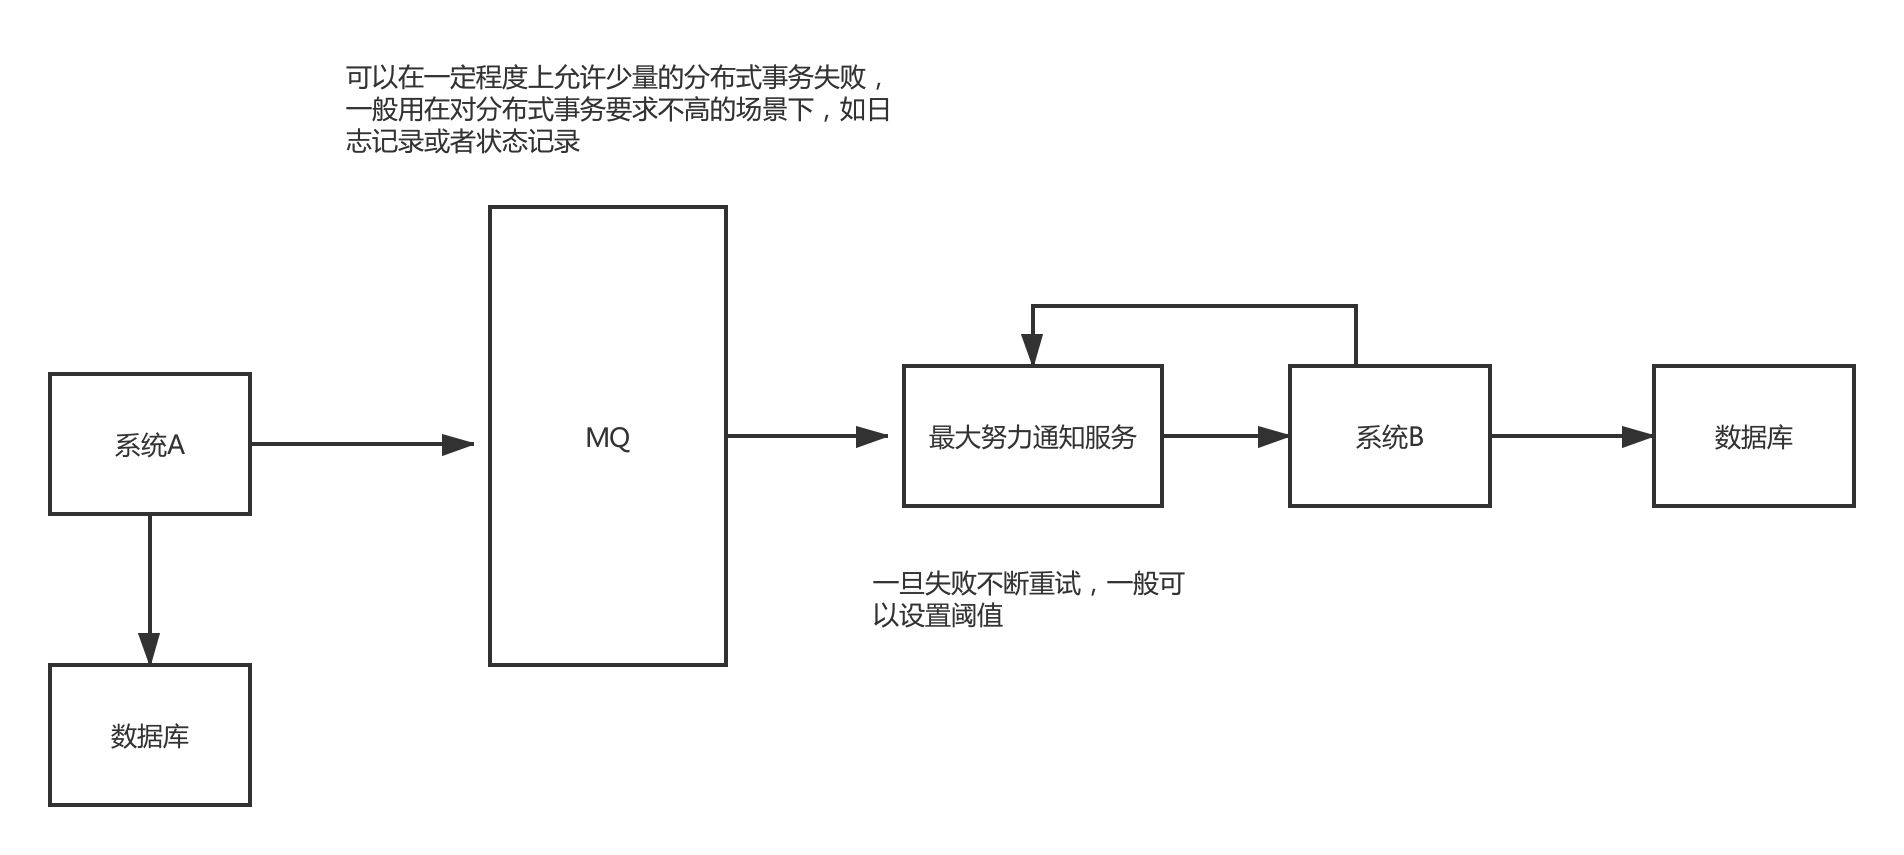 可以在一定程度上允许少量的分布式事务失败，
一般用在对分布式事务要求不高的场景下，如日
志记录或者状态记录
系统A
MQ
最大努力通知服务
系统B
数据库
一旦失败不断重试，一般可
以设置阈值
数据库